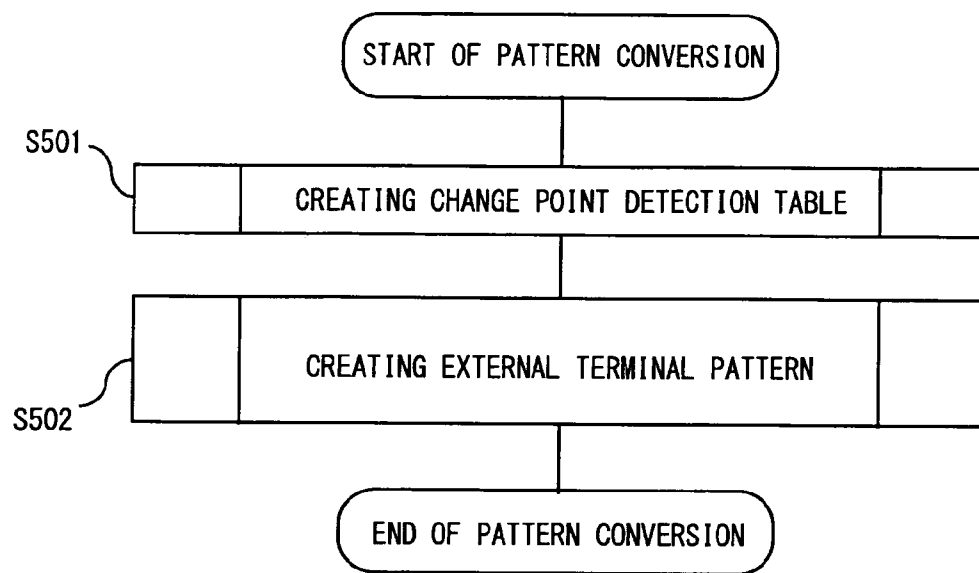 START OF PATTERN CONVERSION
S501
CREATING CHANGE POINT DETECTION TABLE
CREATING EXTERNAL TERMINAL PATTERN
S502
END OF PATTERN CONVERSION